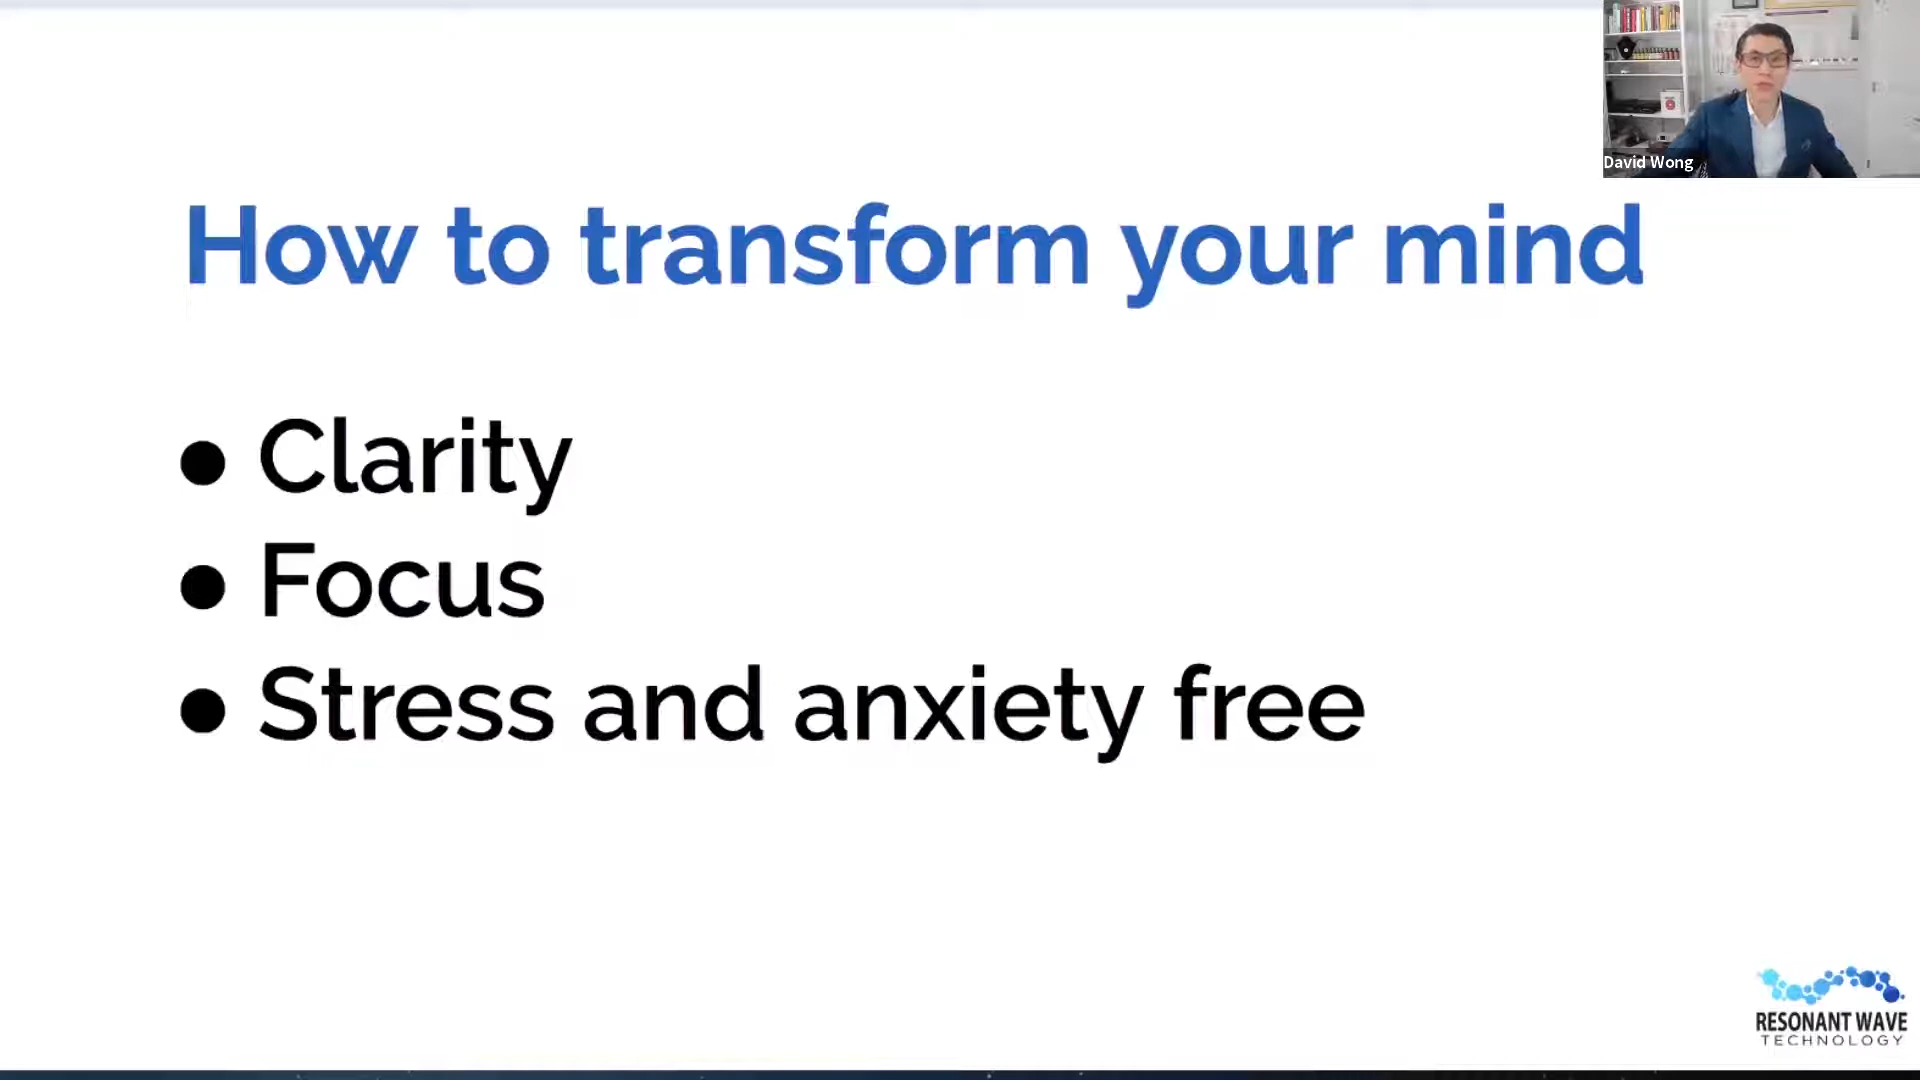 David Wong
How to transform your mind
● Clarity
● Focus
● Stress and anxiety free
RESONANT WAVE
TECHNOLOGY